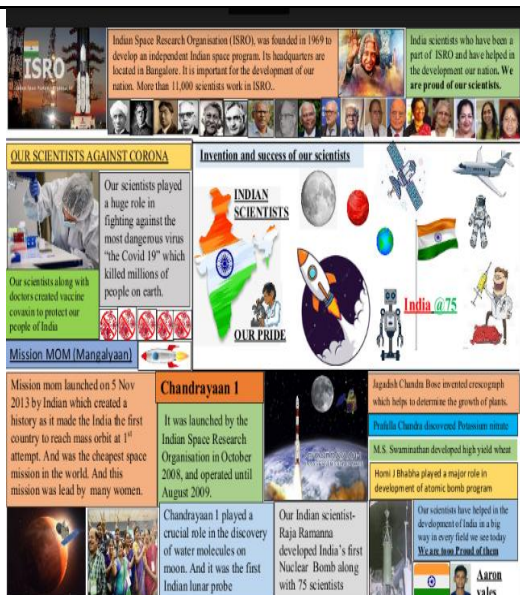 ISRO
Indian Space Research Organisation (ISRO), was founded in 1969 to
develop an independent Indian space program. Its headquarters are
located in Bangalore. It is important for the development of our
nation. More than 11,000 scientists work in ISRO..
India scientists who have been a
part of ISRO and have helped in
the development our nation. We
are proud of our scientists.
OUR SCIENTISTS AGAINST CORONA
Our scientists played
a huge role in
fighting against the
most dangerous virus
"the Covid 19" which
killed millions of
people on earth.
Our scientists along with
doctors created vaccine
covaxin to protect our
people of India
Invention and success of our scientists
INDIAN
SCIENTISTS
OUR PRIDE
India @75
Mission MOM (Mangalyaan)
Mission mom launched on 5 Nov
2013 by Indian which created a
history as it made the India the first
country to reach mass orbit at 1st
attempt. And was the cheapest space
mission in the world. And this
mission was lead by many women.
Chandrayaan 1
It was launched by the
Indian Space Research
Organisation in October
2008, and operated until
August 2009.
Chandrayaan 1 played a
crucial role in the discovery
of water molecules on
moon. And it was the first
Indian lunar probe
Our Indian scientist-
Raja Ramanna
developed India's first
Nuclear Bomb along
with 75 scientists
Jagadish Chandra Bose invented crescograph
which helps to determine the growth of plants.
Prafulla Chandra discovered Potassium nitrate
M.S. Swaminathan developed high yield wheat
Homi J Bhabha played a major role in
development of atomic bomb program
Our scientists have helped in the
development of India in a big
way in every field we see today
We are tooo Proud of them
Aaron
vales